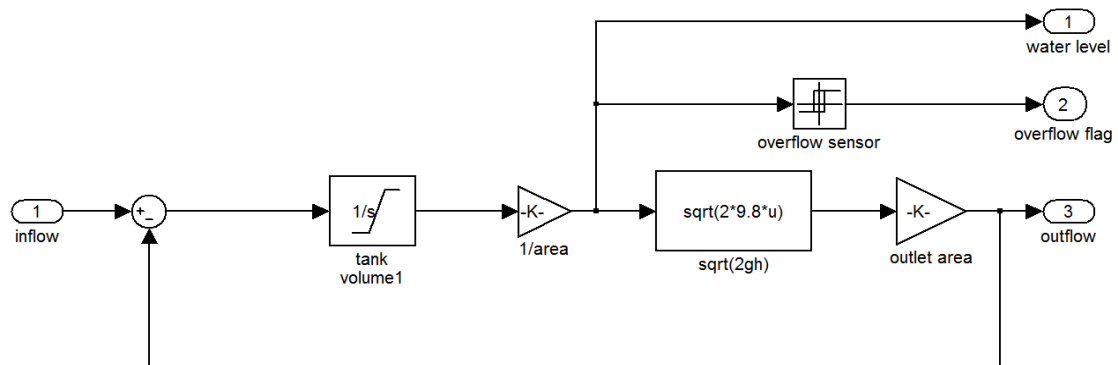 1
water level
overflow sensor
2
overflow flag
1
inflow
+
−
1/s
tank
volume1
-K-
1/area
sqrt(2*9.8*u)
sqrt(2gh)
-K-
outlet area
3
outflow